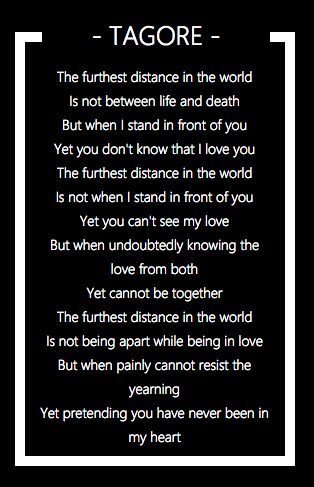 - TAGORE -
The furthest distance in the world
Is not between life and death
But when I stand in front of you
Yet you don't know that I love you
The furthest distance in the world
Is not when I stand in front of you
Yet you can't see my love
But when undoubtedly knowing the
love from both
Yet cannot be together
The furthest distance in the world
Is not being apart while being in love
But when painly cannot resist the
yearning
Yet pretending you have never been in
my heart